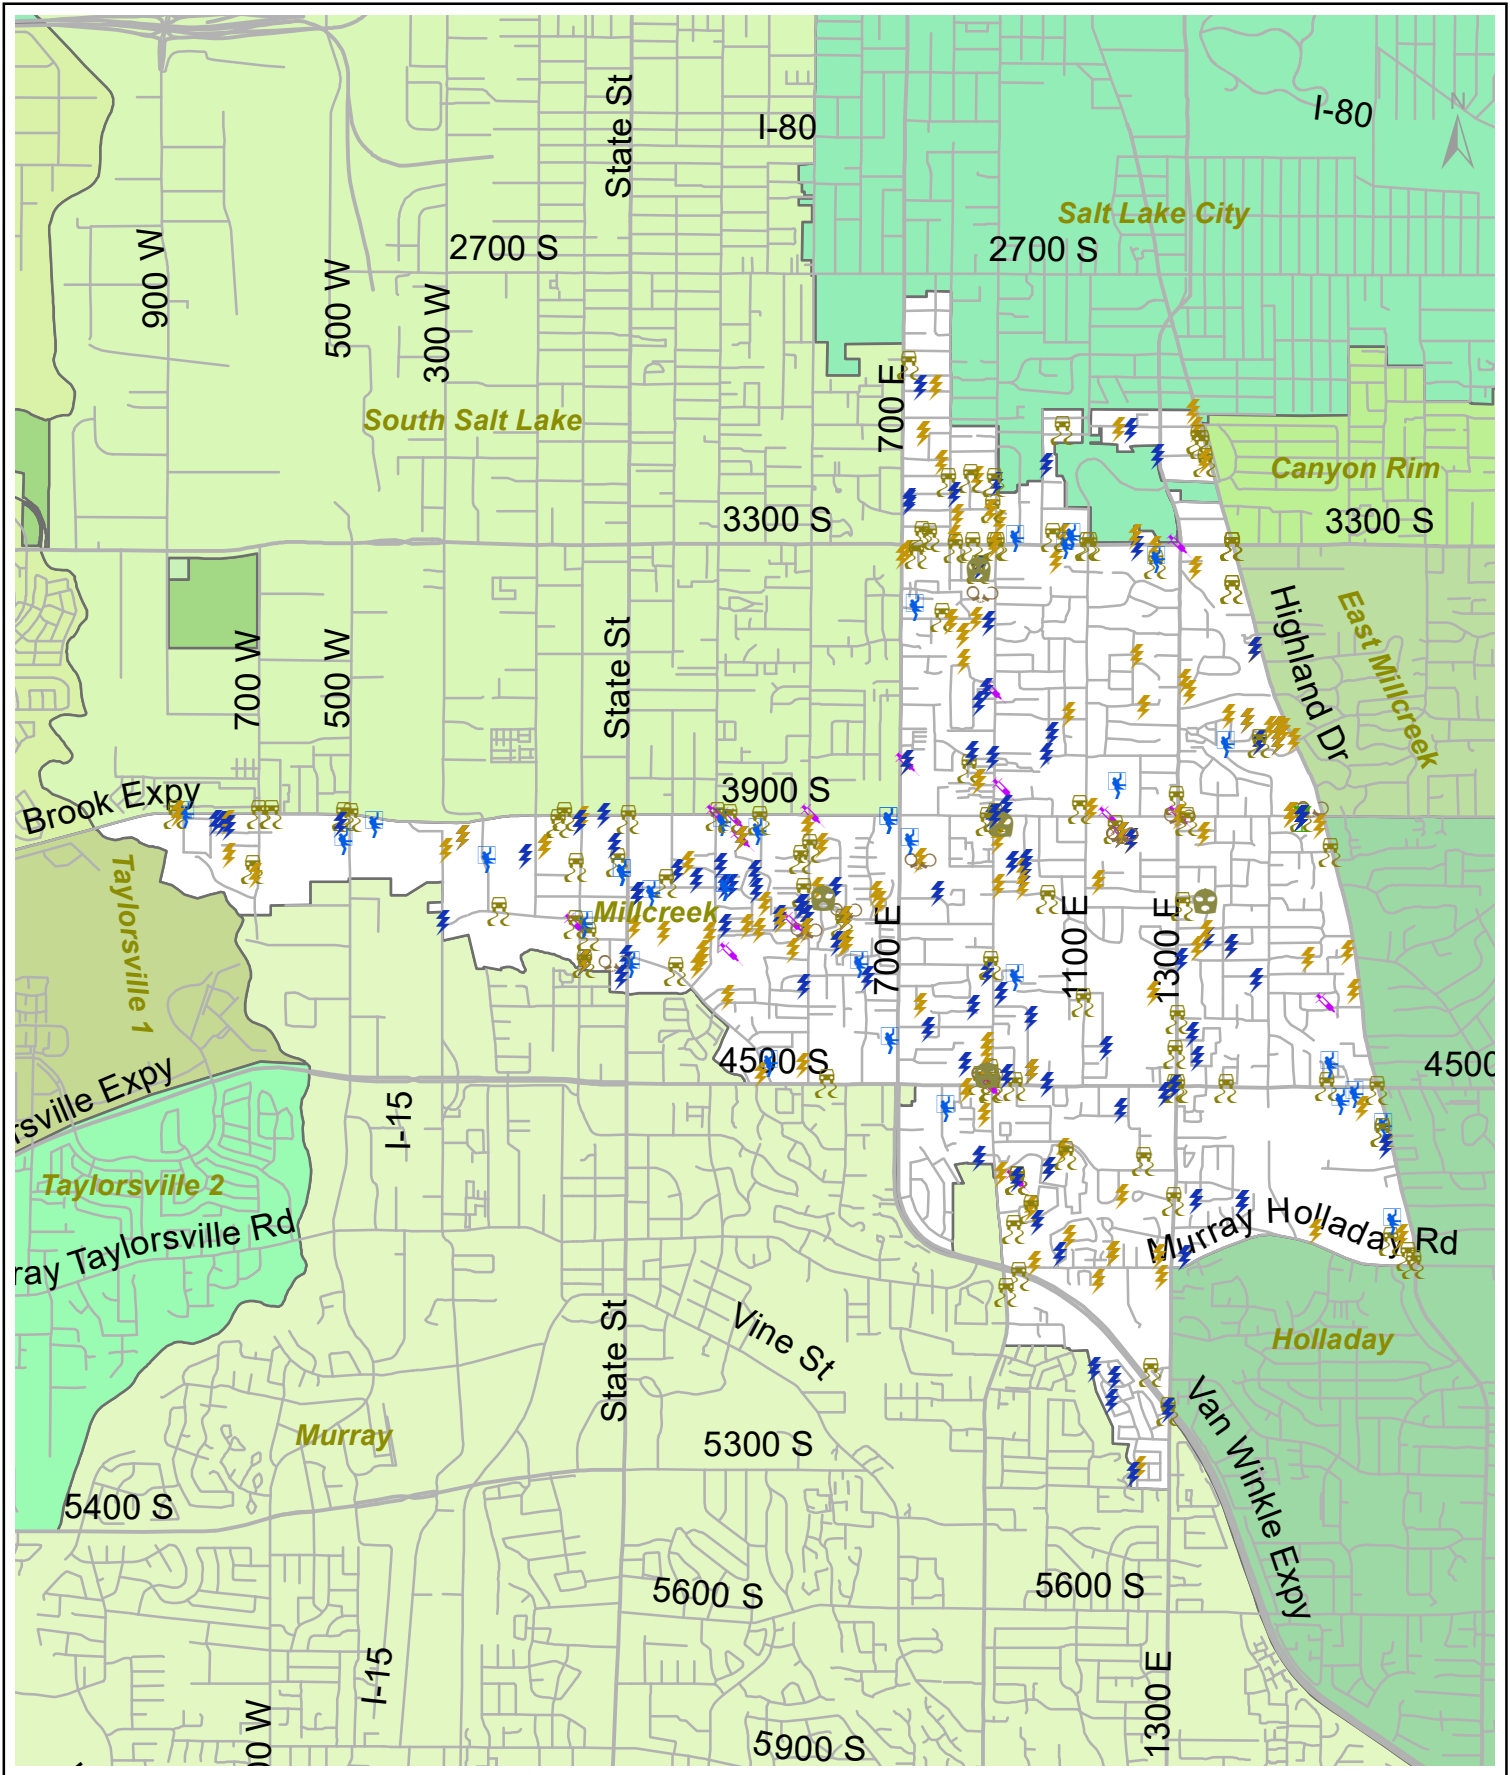 State St
I-80
I-80
N
Salt Lake City
900 W
2700 S
2700 S
500 W
300 W
700 E
South Salt Lake
Canyon Rim
3300 S
3300 S
Highland Dr
East Millcreek
700 W
500 W
State St
Brook Expy
3900 S
Taylorsville 1
Millcreek
700 E
1100 E
1300 E
4500 S
4500
rsville Expy
I-15
Taylorsville 2
ray Taylorsville Rd
Murray Holladay Rd
State St
Vine St
Holladay
Murray
5300 S
Van Winkle Expy
5400 S
5600 S
5600 S
I-15
00 W
1300 E
5900 S